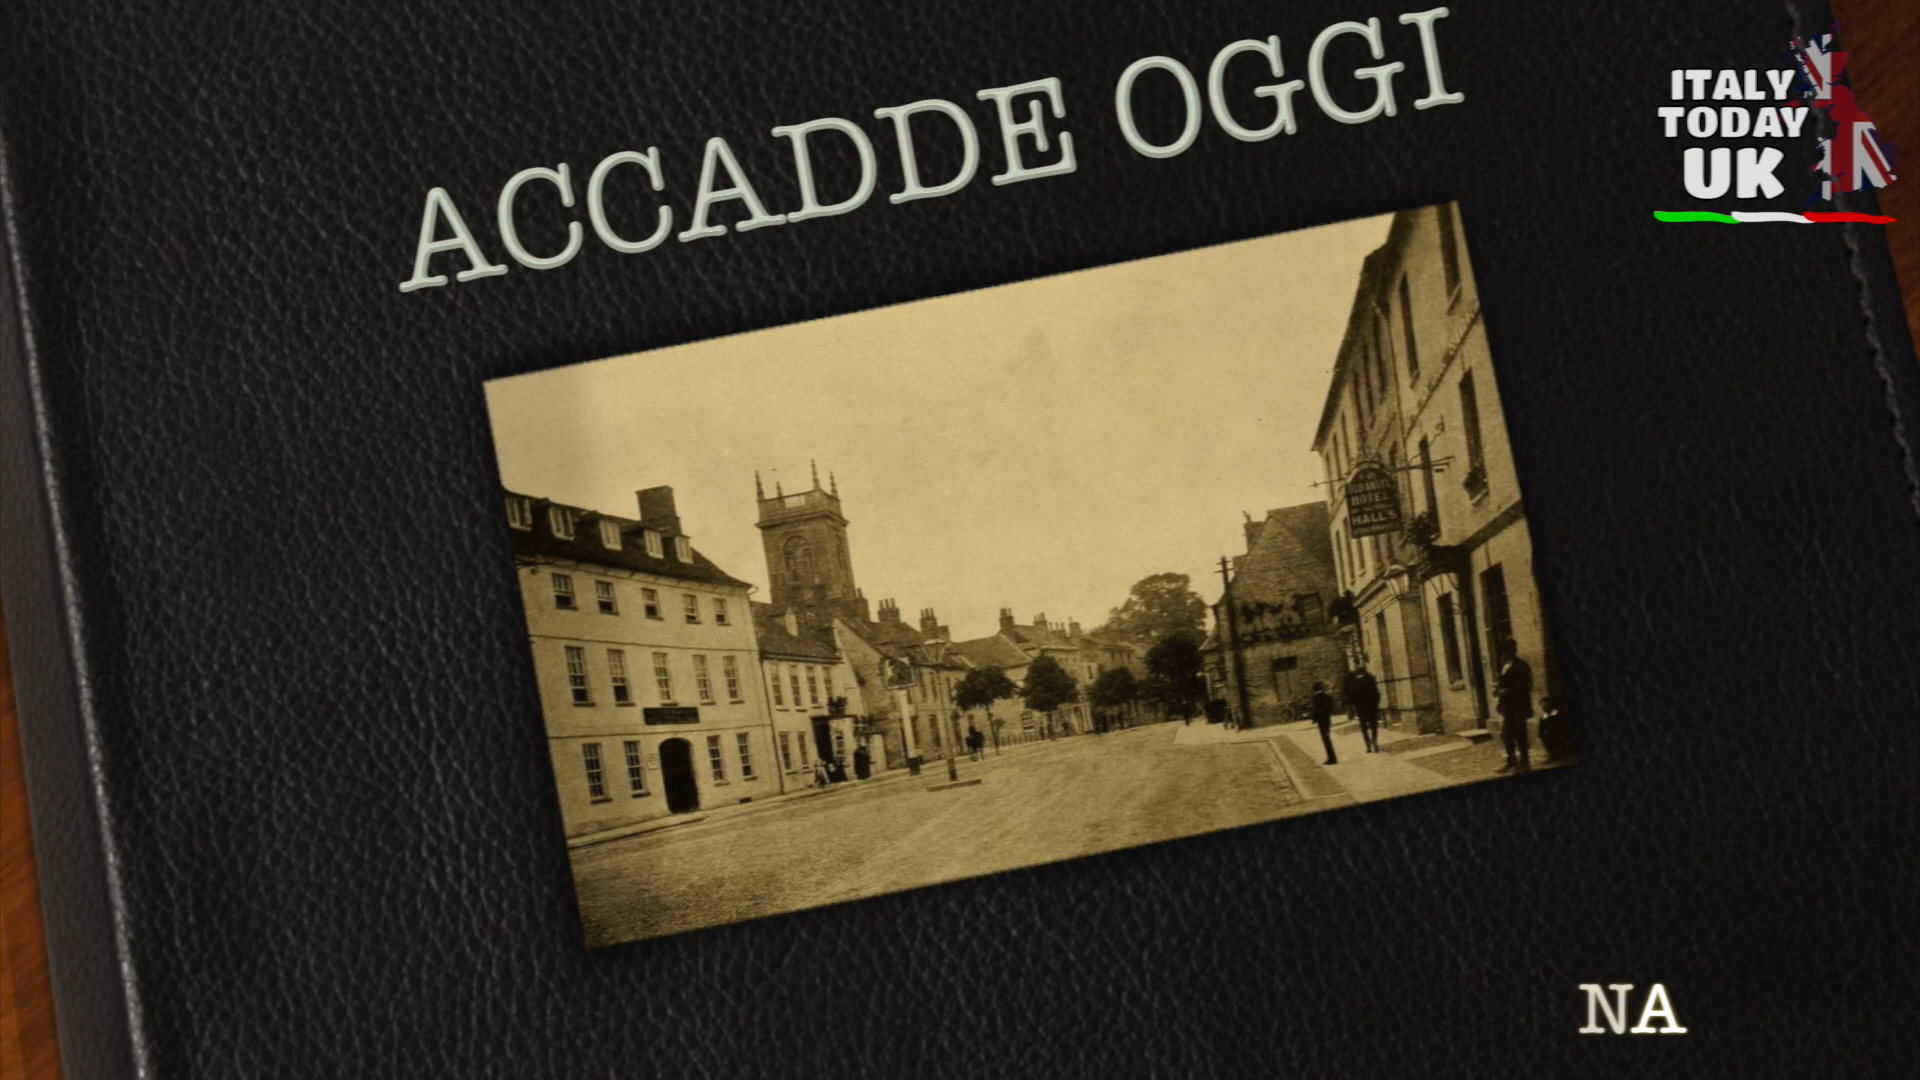 ACCADDE OGGI
ITALY
TODAY
UK
HOTEL
HALL'S
NA